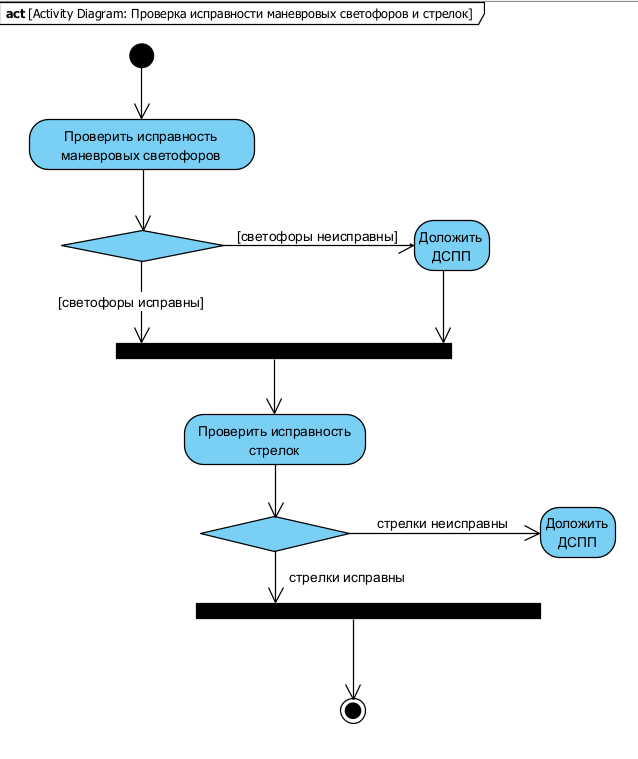 act [Activity Diagram: Проверка исправности маневровых светофоров и стрелок]
Проверить исправность
маневровых светофоров
[светофоры неисправны]
Доложить
ДСПП
[светофоры исправны]
Проверить исправность
стрелок
стрелки неисправны
Доложить
ДСПП
стрелки исправны